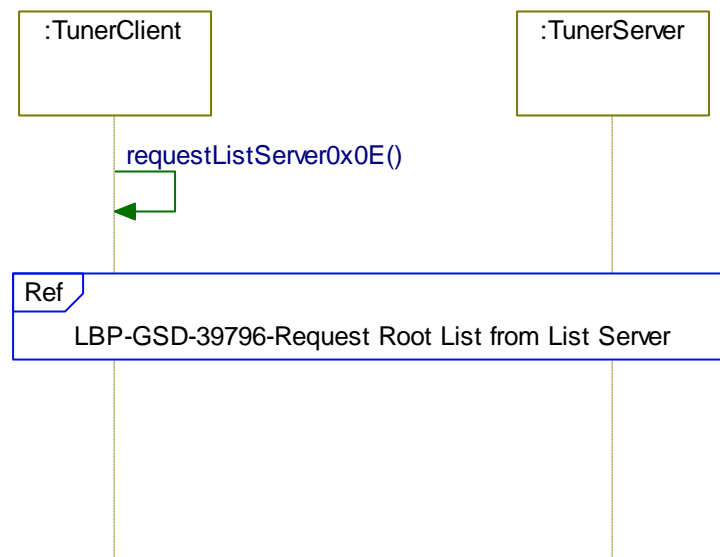 :TunerClient
:TunerServer
requestListServer0x0E()
Ref
LBP-GSD-39796-Request Root List from List Server